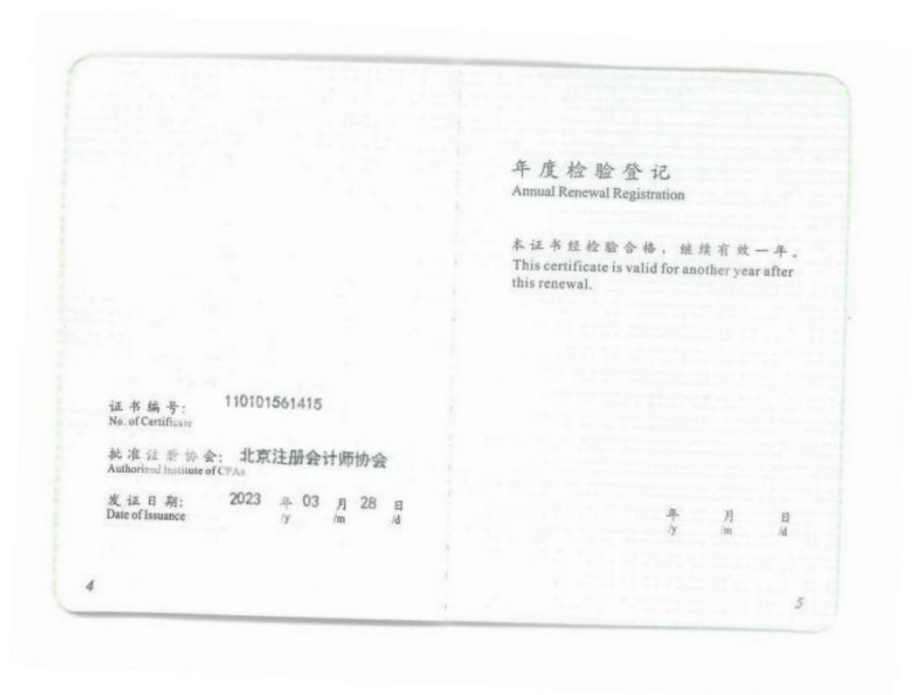 证书编号: 110101561415
No. of Certificate
批准注册协会: 北京注册会计师协会
Authorized Institute of CPAs
发证日期: 2023 年 03 月 28 日
Date of Issuance /y /m /d
4
年度检验登记
Annual Renewal Registration
本证书经检验合格，继续有效一年。
This certificate is valid for another year after
this renewal.
年 月 日
/y /m /d
5